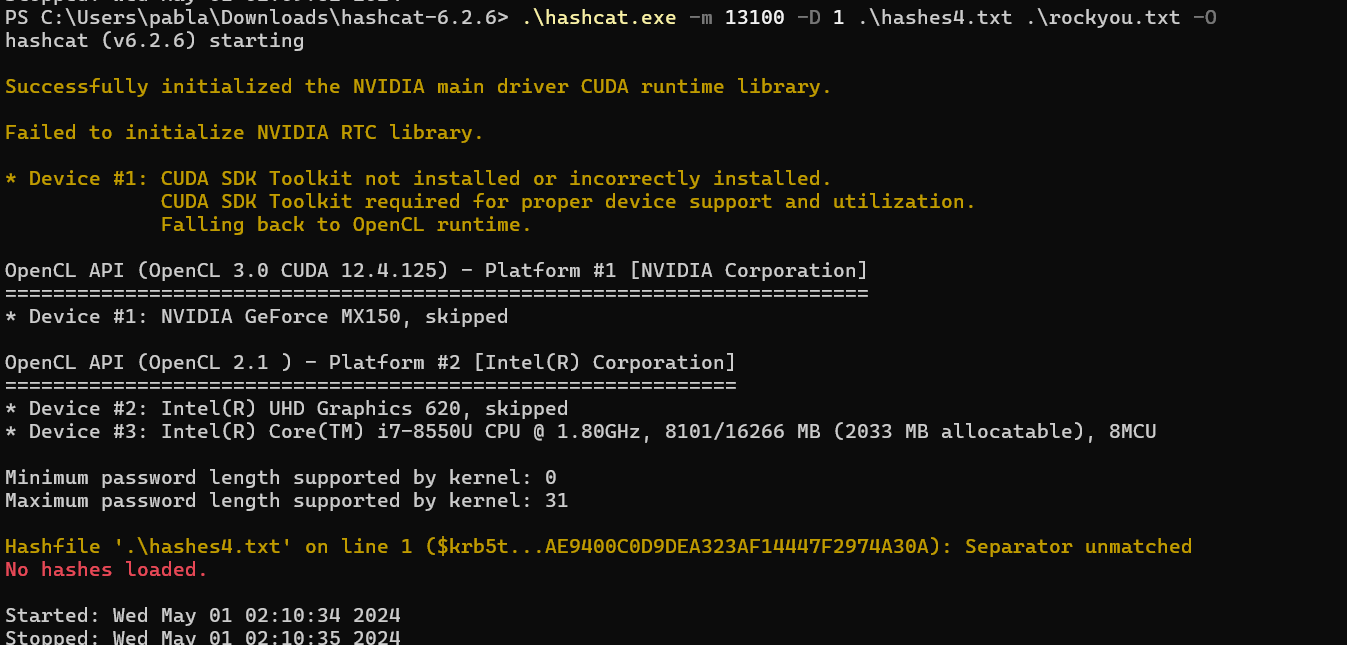 PS C:\Users\pabla\Downloads\hashcat-6.2.6> .\hashcat.exe -m 13100 -D 1 .\hashes4.txt .\rockyou.txt -O
hashcat (v6.2.6) starting
Successfully initialized the NVIDIA main driver CUDA runtime library.
Failed to initialize NVIDIA RTC library.
* Device #1: CUDA SDK Toolkit not installed or incorrectly installed.
CUDA SDK Toolkit required for proper device support and utilization.
Falling back to OpenCL runtime.
OpenCL API (OpenCL 3.0 CUDA 12.4.125) - Platform #1 [NVIDIA Corporation]
========================================================================
* Device #1: NVIDIA GeForce MX150, skipped
OpenCL API (OpenCL 2.1 ) - Platform #2 [Intel(R) Corporation]
=============================================================
* Device #2: Intel(R) UHD Graphics 620, skipped
* Device #3: Intel(R) Core(TM) i7-8550U CPU @ 1.80GHz, 8101/16266 MB (2033 MB allocatable), 8MCU
Minimum password length supported by kernel: 0
Maximum password length supported by kernel: 31
Hashfile '.\hashes4.txt' on line 1 ($krb5t...AE9400C0D9DEA323AF14447F2974A30A): Separator unmatched
No hashes loaded.
Started: Wed May 01 02:10:34 2024
Stopped: Wed May 01 02:10:35 2024